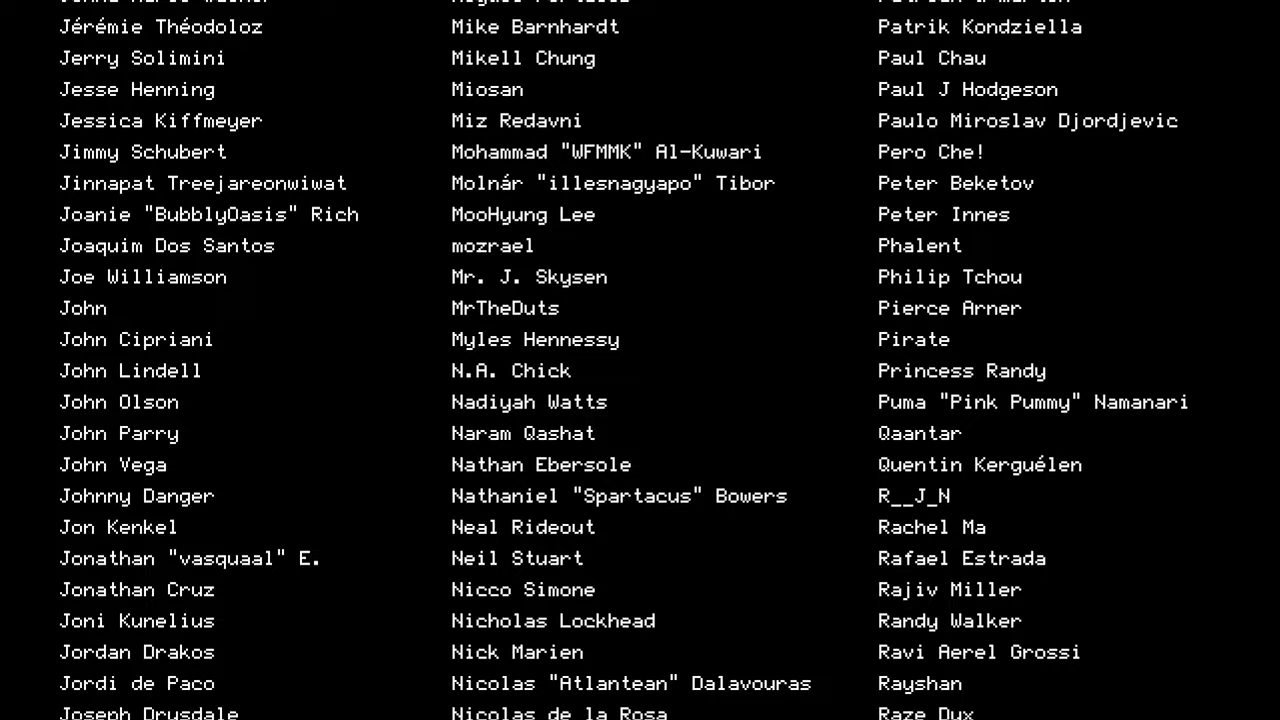 Jérémie Théodoloz
Jerry Solimini
Jesse Henning
Jessica Kiffmeyer
Jimmy Schubert
Jinnapat Treejareonwiwat
Joanie "BubblyOasis" Rich
Joaquim Dos Santos
Joe Williamson
John
John Cipriani
John Lindell
John Olson
John Parry
John Vega
Johnny Danger
Jon Kenkel
Jonathan "vasquaal" E.
Jonathan Cruz
Joni Kunelius
Jordan Drakos
Jordi de Paco
Joseph Drysdale
Mike Barnhardt
Mikell Chung
Miosan
Miz Redavni
Mohammad "WFMMK" Al-Kuwari
Molnár "illesnagyapo" Tibor
MooHyung Lee
mozrael
Mr. J. Skysen
MrTheDuts
Myles Hennessy
N.A. Chick
Nadiyah Watts
Naram Qashat
Nathan Ebersole
Nathaniel "Spartacus" Bowers
Neal Rideout
Neil Stuart
Nicco Simone
Nicholas Lockhead
Nick Marien
Nicolas "Atlantean" Dalavouras
Nicolas de la Rosa
Patrik Kondziella
Paul Chau
Paul J Hodgeson
Paulo Miroslav Djordjevic
Pero Che!
Peter Beketov
Peter Innes
Phalent
Philip Tchou
Pierce Arner
Pirate
Princess Randy
Puma "Pink Pummy" Namanari
Qaantar
Quentin Kerguélen
R__J_N
Rachel Ma
Rafael Estrada
Rajiv Miller
Randy Walker
Ravi Aerel Grossi
Rayshan
Raze Dux